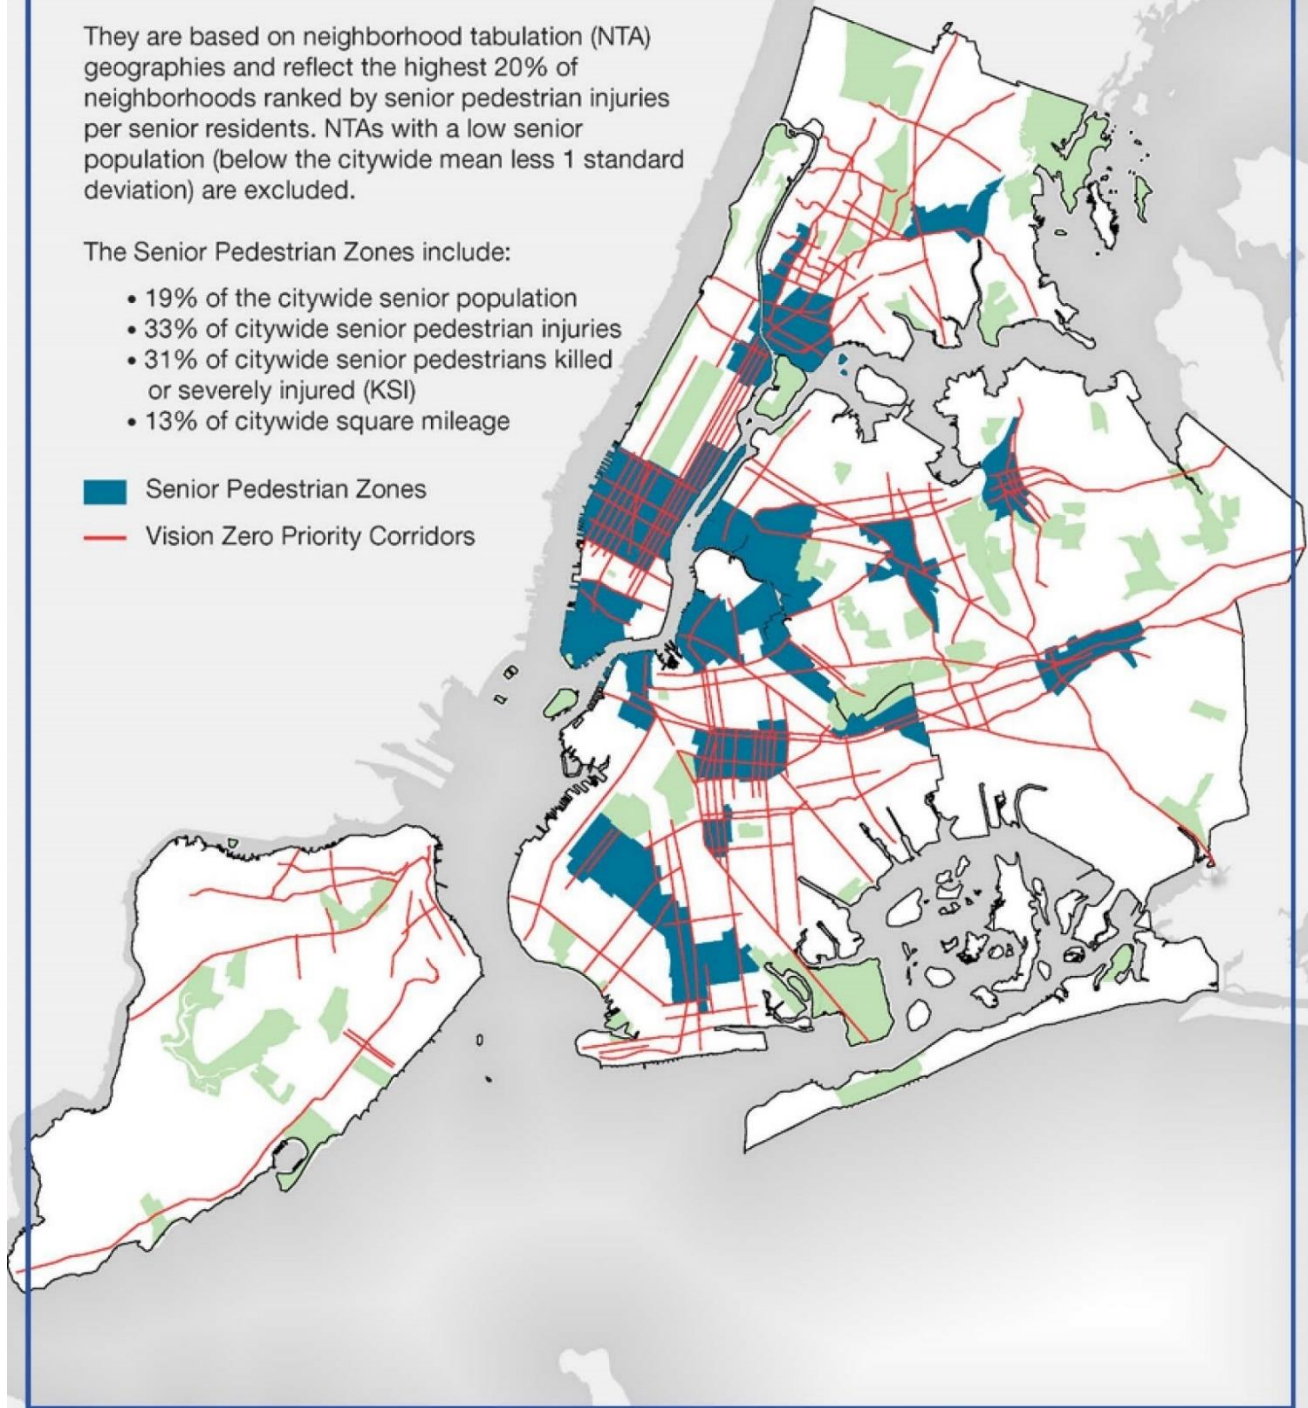 They are based on neighborhood tabulation (NTA)
geographies and reflect the highest 20% of
neighborhoods ranked by senior pedestrian injuries
per senior residents. NTAs with a low senior
population (below the citywide mean less 1 standard
deviation) are excluded.
The Senior Pedestrian Zones include:
• 19% of the citywide senior population
• 33% of citywide senior pedestrian injuries
• 31% of citywide senior pedestrians killed
or severely injured (KSI)
• 13% of citywide square mileage
Senior Pedestrian Zones
Vision Zero Priority Corridors